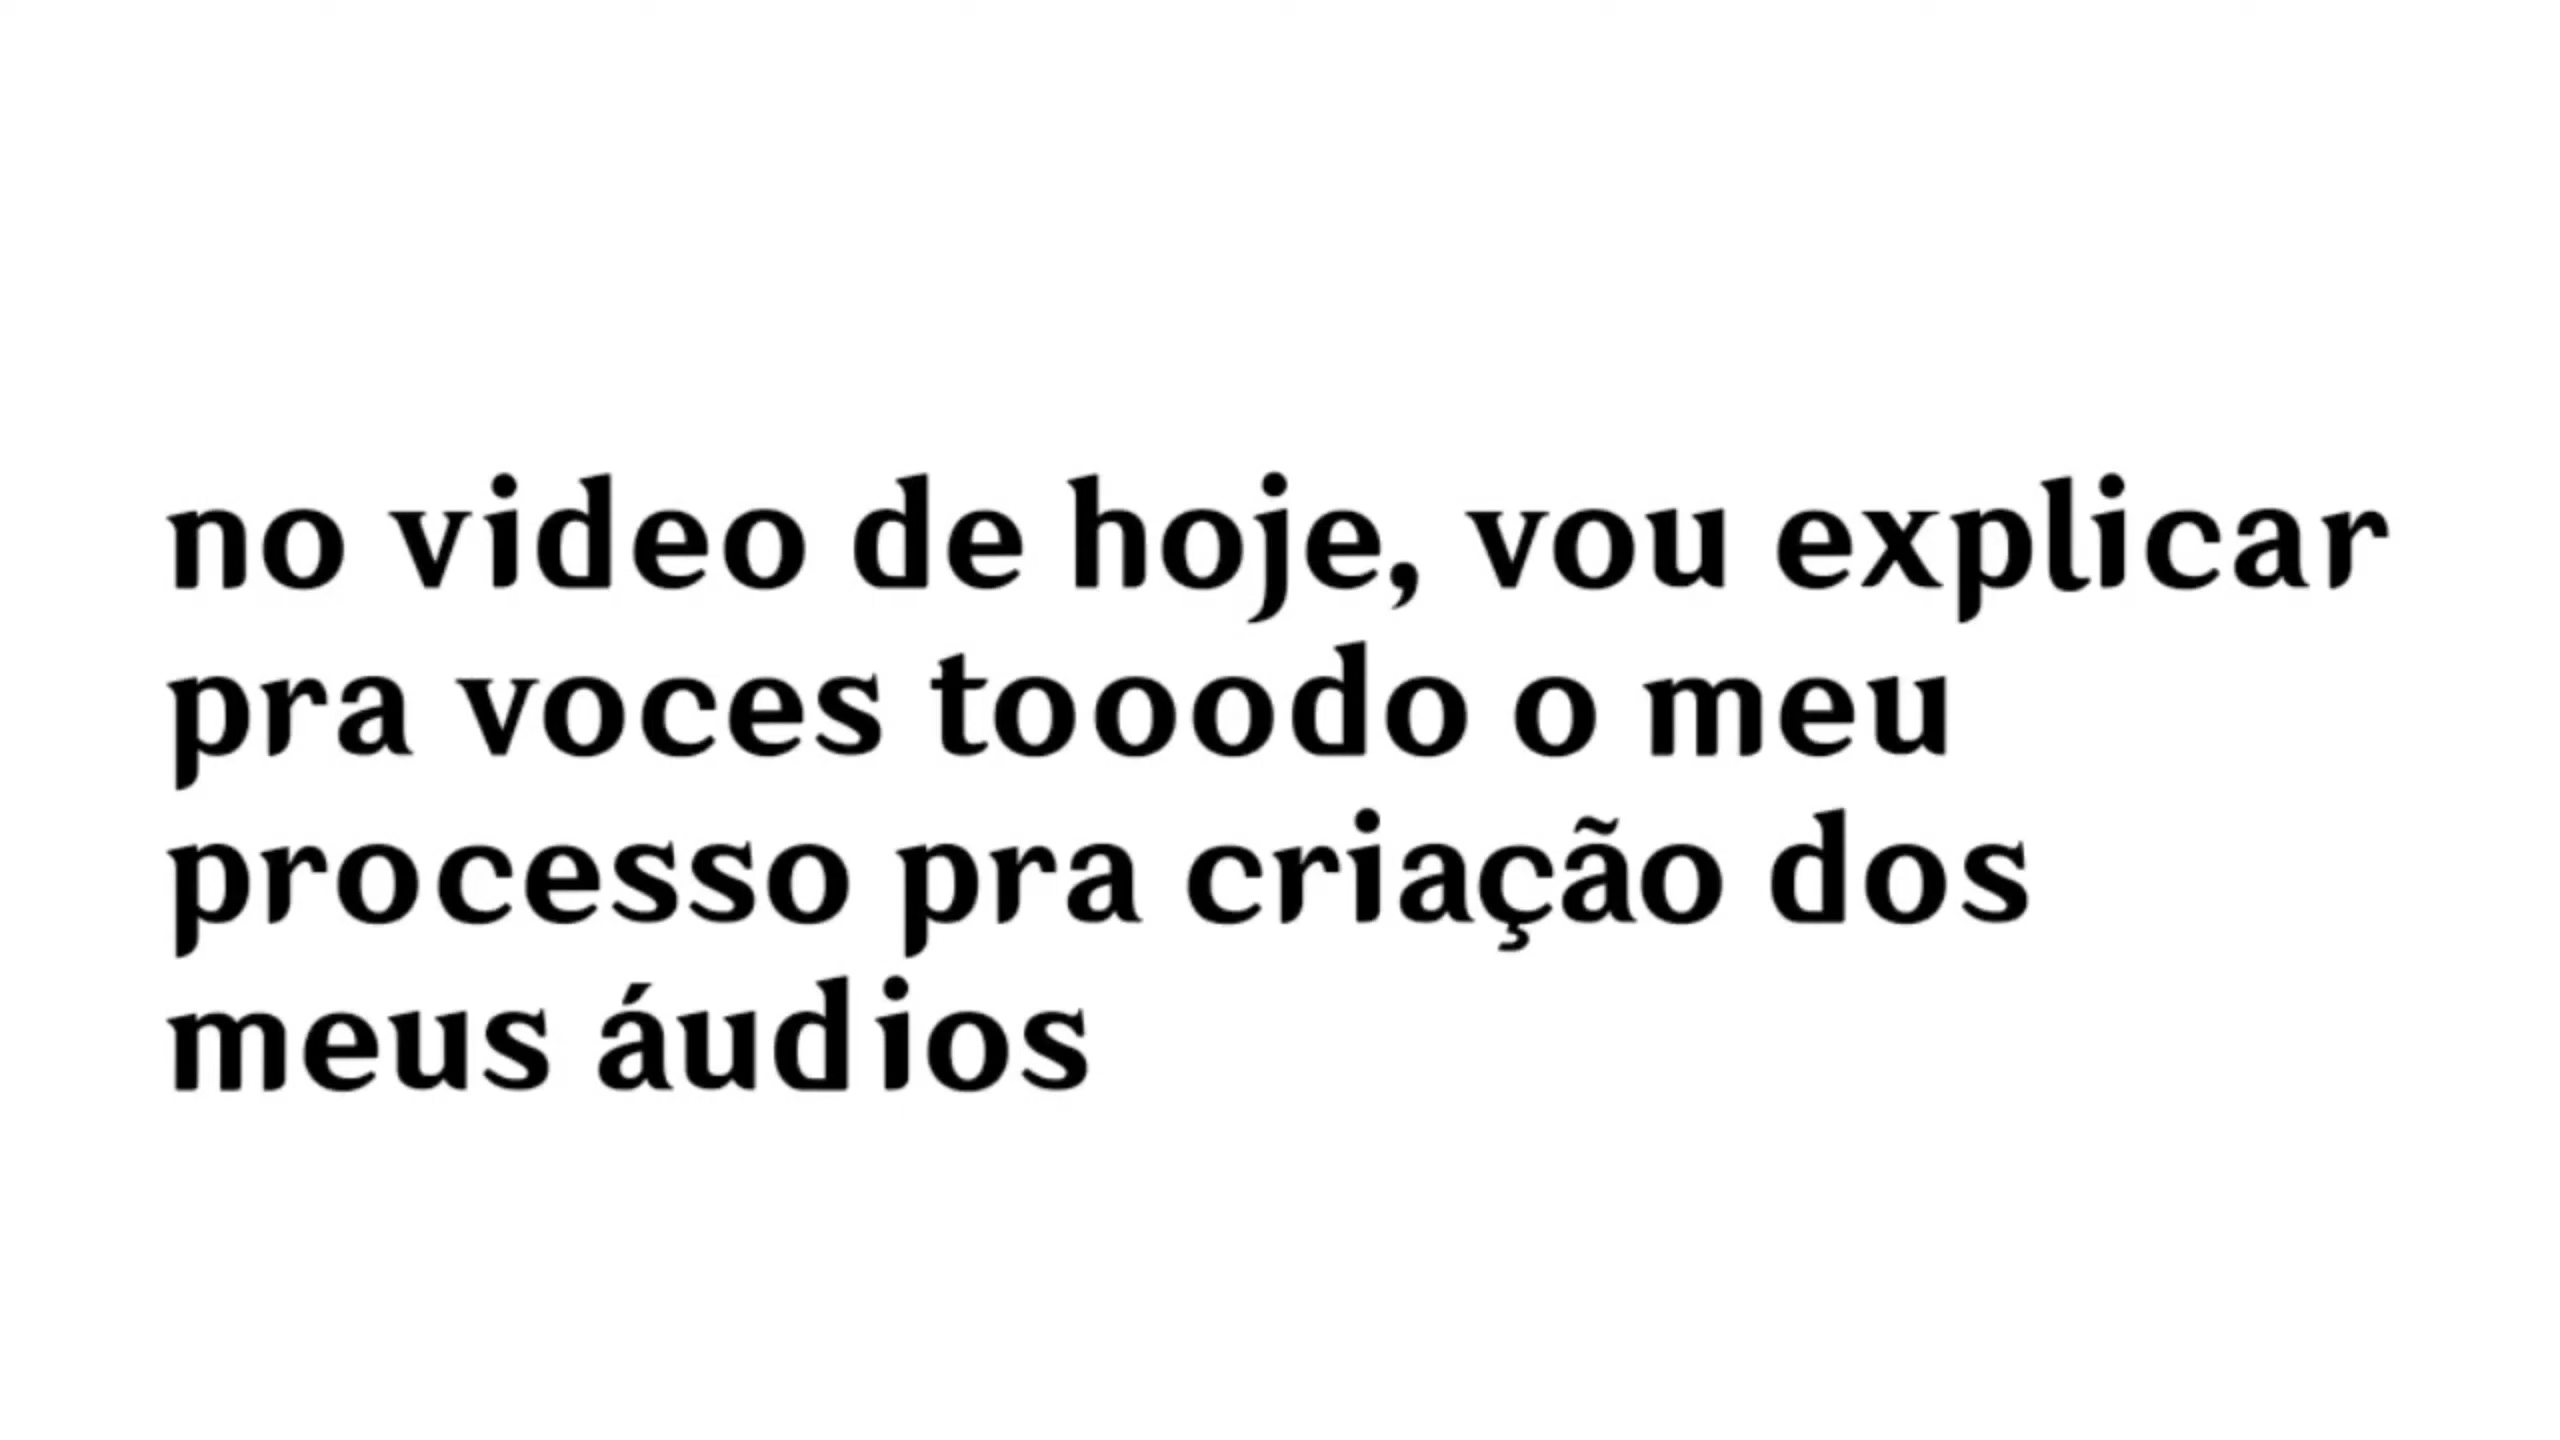 no video de hoje, vou explicar
pra voces tooodo o meu
processo pra criação dos
meus áudios